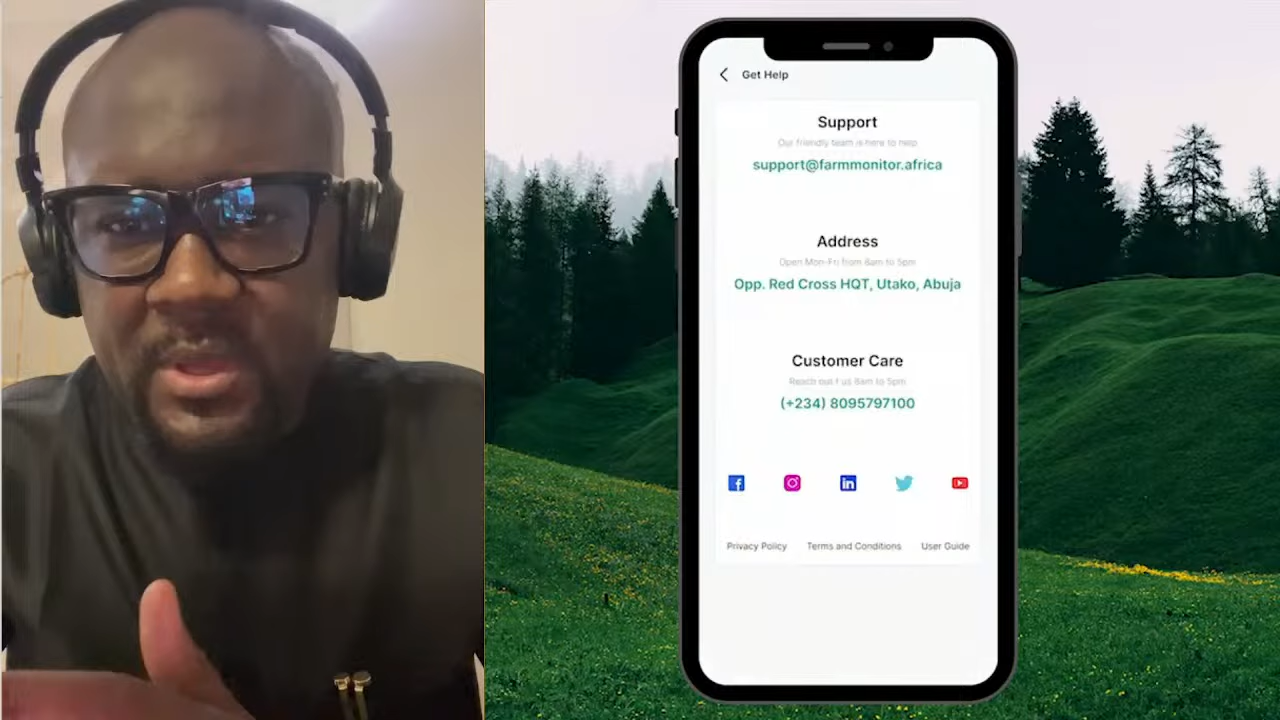 Get Help
Support
Our friendly team is here to help
support@farmmonitor.africa
Address
Open Mon-Fri from 8am to 5pm
Opp. Red Cross HQT, Utako, Abuja
Customer Care
Reach out f us 8am to 5pm
(+234) 8095797100
Privacy Policy Terms and Conditions User Guide